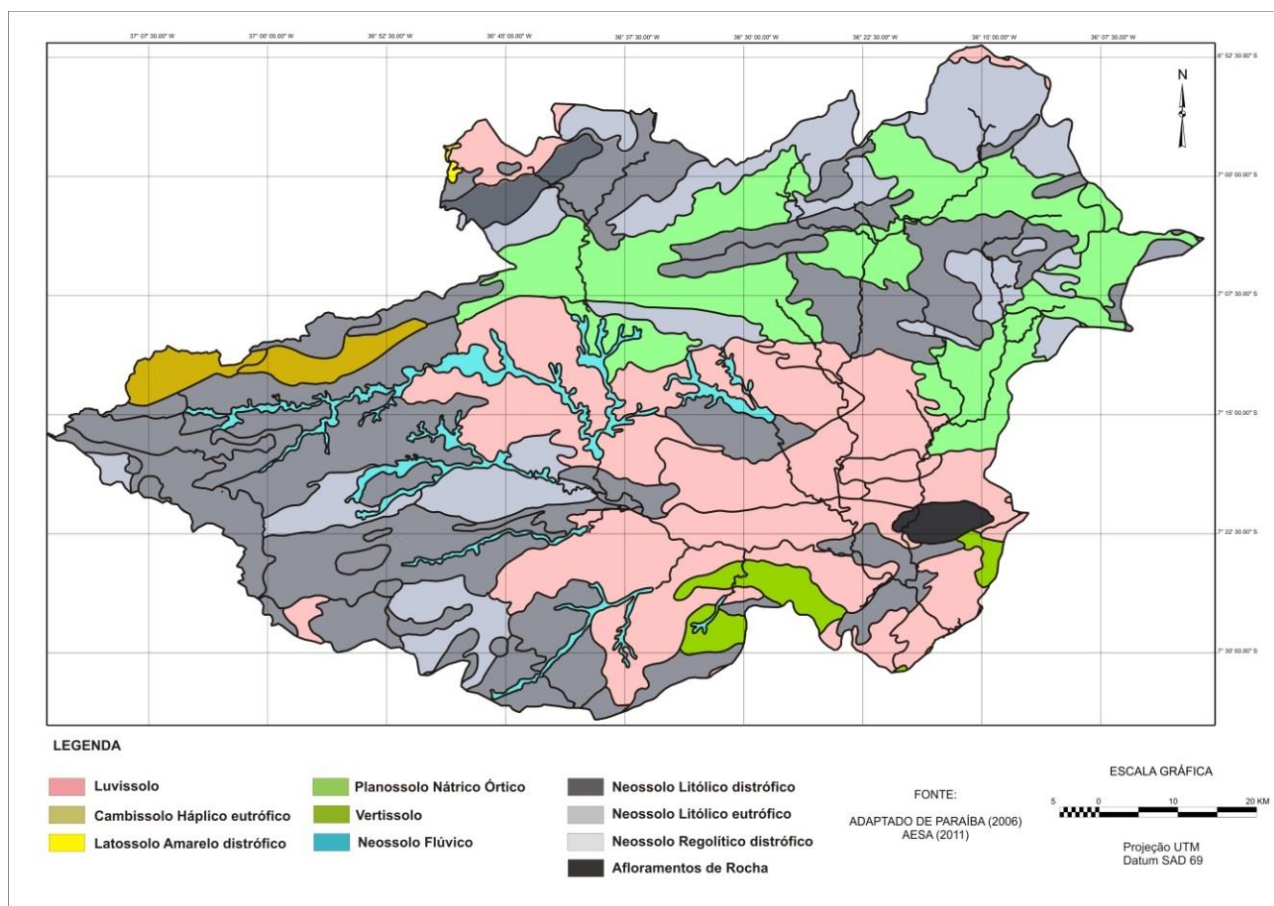 37° 07' 30.00" W
37° 00' 00.00" W
36° 52' 30.00" W
36° 45' 00.00" W
36° 37' 30.00" W
36° 30' 00.00" W
36° 22' 30.00" W
36° 15' 00.00" W
36° 07' 30.00" W
6° 52' 30.00" S
N
7° 00' 00.00" S
7° 07' 30.00" S
7° 15' 00.00" S
7° 22' 30.00" S
7° 30' 00.00" S
LEGENDA
Luvissolo
Cambissolo Háplico eutrófico
Latossolo Amarelo distrófico
Planossolo Nátrico Órtico
Vertissolo
Neossolo Flúvico
Neossolo Litólico distrófico
Neossolo Litólico eutrófico
Neossolo Regolítico distrófico
Afloramentos de Rocha
FONTE:
ADAPTADO DE PARAÍBA (2006)
AESA (2011)
ESCALA GRÁFICA
5 0 10 20 KM
Projeção UTM
Datum SAD 69